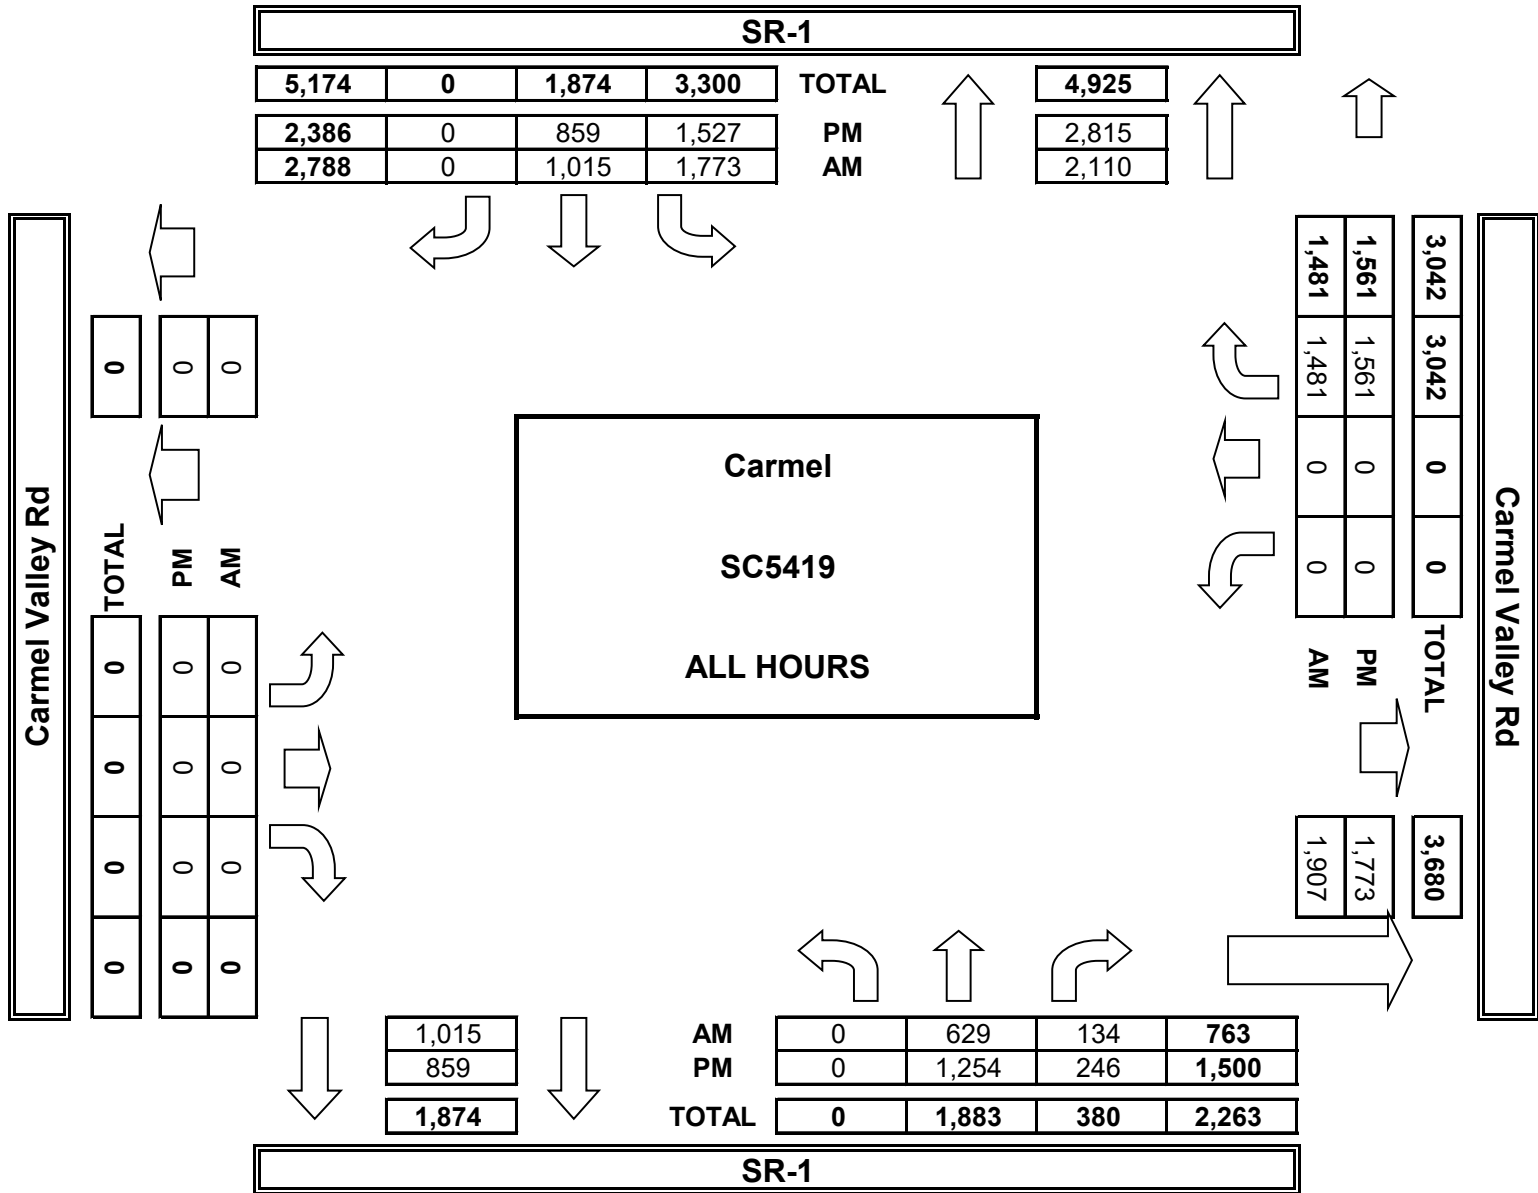 SR-1
5,174 0 1,874 3,300 TOTAL 4,925
2,386 0 859 1,527 PM 2,815
2,788 0 1,015 1,773 AM 2,110
Carmel Valley Rd
0 0 0
TOTAL PM AM
0 0 0
0 0 0
0 0 0
0 0 0
Carmel
SC5419
ALL HOURS
1,481 1,561 3,042
1,481 1,561 3,042
0 0 0
0 0 0
AM PM TOTAL
1,907 1,773 3,680
Carmel Valley Rd
1,015 AM 0 629 134 763
859 PM 0 1,254 246 1,500
1,874 TOTAL 0 1,883 380 2,263
SR-1